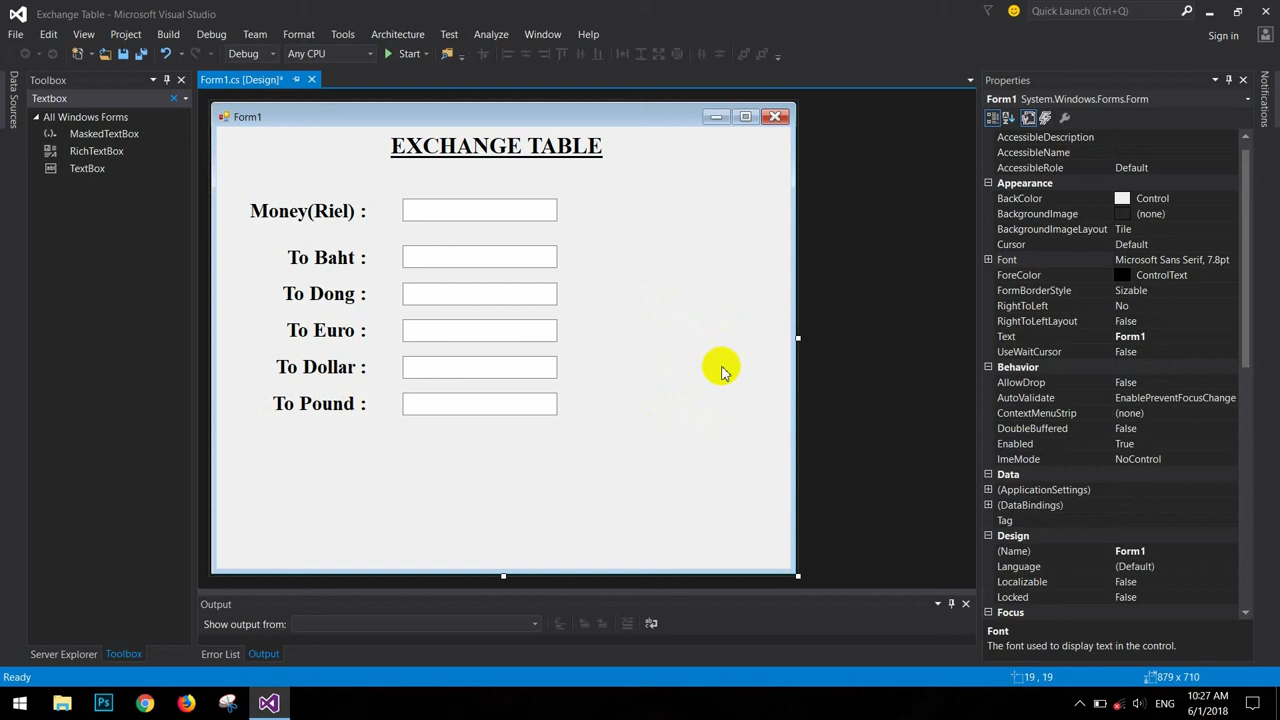 Exchange Table - Microsoft Visual Studio
Quick Launch (Ctrl+Q)
File Edit View Project Build Debug Team Format Tools Architecture Test Analyze Window Help
Sign in
Debug Any CPU Start
Data Sources
Toolbox
Textbox
All Windows Forms
MaskedTextBox
RichTextBox
TextBox
Server Explorer Toolbox
Form1.cs [Design]*
Form1
EXCHANGE TABLE
Money(Riel) :
To Baht :
To Dong :
To Euro :
To Dollar :
To Pound :
Output
Show output from:
Error List Output
Properties
Form1 System.Windows.Forms.Form
AccessibleDescription
AccessibleName
AccessibleRole Default
Appearance
BackColor Control
BackgroundImage (none)
BackgroundImageLayout Tile
Cursor Default
Font Microsoft Sans Serif, 7.8pt
ForeColor ControlText
FormBorderStyle Sizable
RightToLeft No
RightToLeftLayout False
Text Form1
UseWaitCursor False
Behavior
AllowDrop False
AutoValidate EnablePreventFocusChange
ContextMenuStrip (none)
DoubleBuffered False
Enabled True
ImeMode NoControl
Data
(ApplicationSettings)
(DataBindings)
Tag
Design
(Name) Form1
Language (Default)
Localizable False
Locked False
Focus
Font
The font used to display text in the control.
Notifications
Ready
19 , 19
879 x 710
Ps
ENG
10:27 AM
6/1/2018